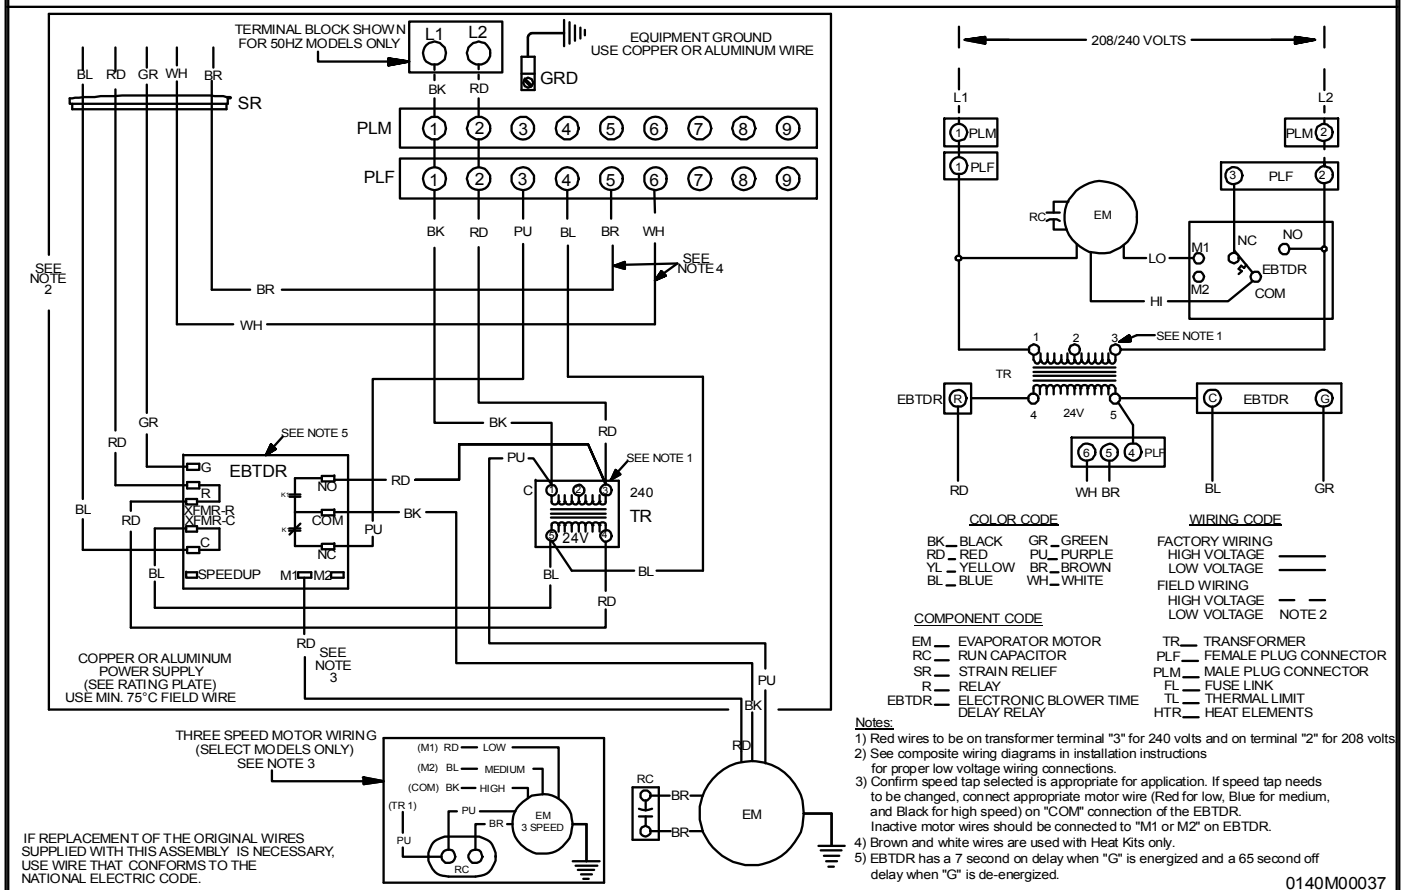 TERMINAL BLOCK SHOWN
FOR 50HZ MODELS ONLY
L1 L2
EQUIPMENT GROUND
USE COPPER OR ALUMINUM WIRE
GRD
BL RD GR WH BR
SR
BK RD
PLM 1 2 3 4 5 6 7 8 9
PLF 1 2 3 4 5 6 7 8 9
BK RD PU BL BR WH
SEE
NOTE
2
SEE
NOTE 4
BR
WH
GR
RD
BL
RD
BL
SEE NOTE 5
EBTDR
G
R
XFMR-R
XFMR-C
C
SPEEDUP
NO
COM
NC
M1 M2
K
K
RD
BK
PU
BK
PU
RD
SEE NOTE 1
C 1 2 3 240
TR
24V
5 4
BL
BL
RD
RD
SEE
NOTE
3
PU
BK
RD
COPPER OR ALUMINUM
POWER SUPPLY
(SEE RATING PLATE)
USE MIN. 75°C FIELD WIRE
THREE SPEED MOTOR WIRING
(SELECT MODELS ONLY)
SEE NOTE 3
(M1) RD LOW
(M2) BL MEDIUM
(COM) BK HIGH
(TR 1)
PU
PU
BR
EM
3 SPEED
RC
RC
BR
BR
EM
IF REPLACEMENT OF THE ORIGINAL WIRES
SUPPLIED WITH THIS ASSEMBLY IS NECESSARY,
USE WIRE THAT CONFORMS TO THE
NATIONAL ELECTRIC CODE.
208/240 VOLTS
L1 L2
1 PLM
PLM 2
1 PLF
3 PLF 2
RC
EM
M1
M2
NC
NO
EBTDR
COM
LO
HI
1 2 3
SEE NOTE 1
TR
4 24V 5
EBTDR R
C EBTDR G
6 5 4 PLF
RD
WH BR
BL
GR
COLOR CODE
BK BLACK GR GREEN
RD RED PU PURPLE
YL YELLOW BR BROWN
BL BLUE WH WHITE
WIRING CODE
FACTORY WIRING
HIGH VOLTAGE
LOW VOLTAGE
FIELD WIRING
HIGH VOLTAGE
LOW VOLTAGE NOTE 2
COMPONENT CODE
EM EVAPORATOR MOTOR
RC RUN CAPACITOR
SR STRAIN RELIEF
R RELAY
EBTDR ELECTRONIC BLOWER TIME
DELAY RELAY
TR TRANSFORMER
PLF FEMALE PLUG CONNECTOR
PLM MALE PLUG CONNECTOR
FL FUSE LINK
TL THERMAL LIMIT
HTR HEAT ELEMENTS
Notes:
1) Red wires to be on transformer terminal "3" for 240 volts and on terminal "2" for 208 volts.
2) See composite wiring diagrams in installation instructions
for proper low voltage wiring connections.
3) Confirm speed tap selected is appropriate for application. If speed tap needs
to be changed, connect appropriate motor wire (Red for low, Blue for medium,
and Black for high speed) on "COM" connection of the EBTDR.
Inactive motor wires should be connected to "M1 or M2" on EBTDR.
4) Brown and white wires are used with Heat Kits only.
5) EBTDR has a 7 second on delay when "G" is energized and a 65 second off
delay when "G" is de-energized.
0140M00037